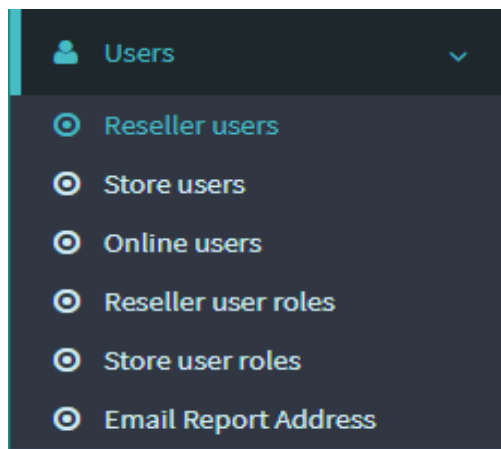 Users
Reseller users
Store users
Online users
Reseller user roles
Store user roles
Email Report Address